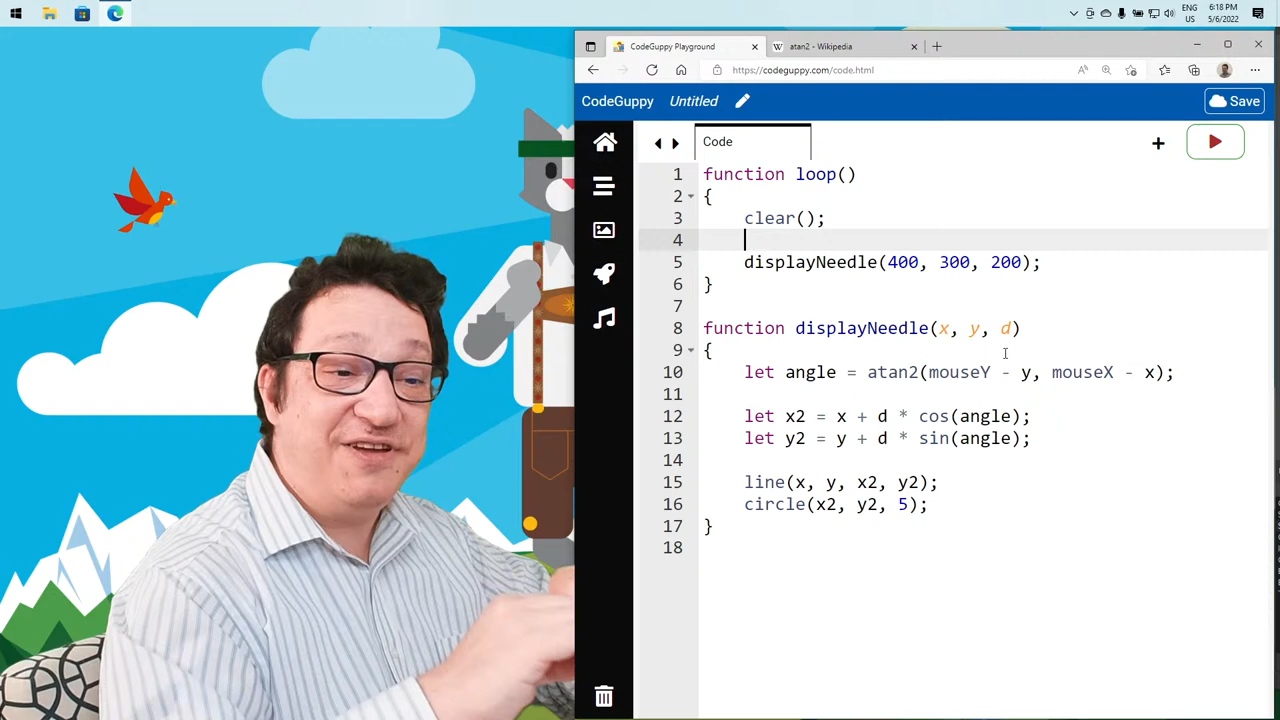 ENG
US
6:18 PM
5/6/2022
CodeGuppy Playground
W
atan2 - Wikipedia
https://codeguppy.com/code.html
CodeGuppy
Untitled
Save
Code
1 function loop()
2 {
3 clear();
4
5 displayNeedle(400, 300, 200);
6 }
7
8 function displayNeedle(x, y, d)
9 {
10 let angle = atan2(mouseY - y, mouseX - x);
11
12 let x2 = x + d * cos(angle);
13 let y2 = y + d * sin(angle);
14
15 line(x, y, x2, y2);
16 circle(x2, y2, 5);
17 }
18